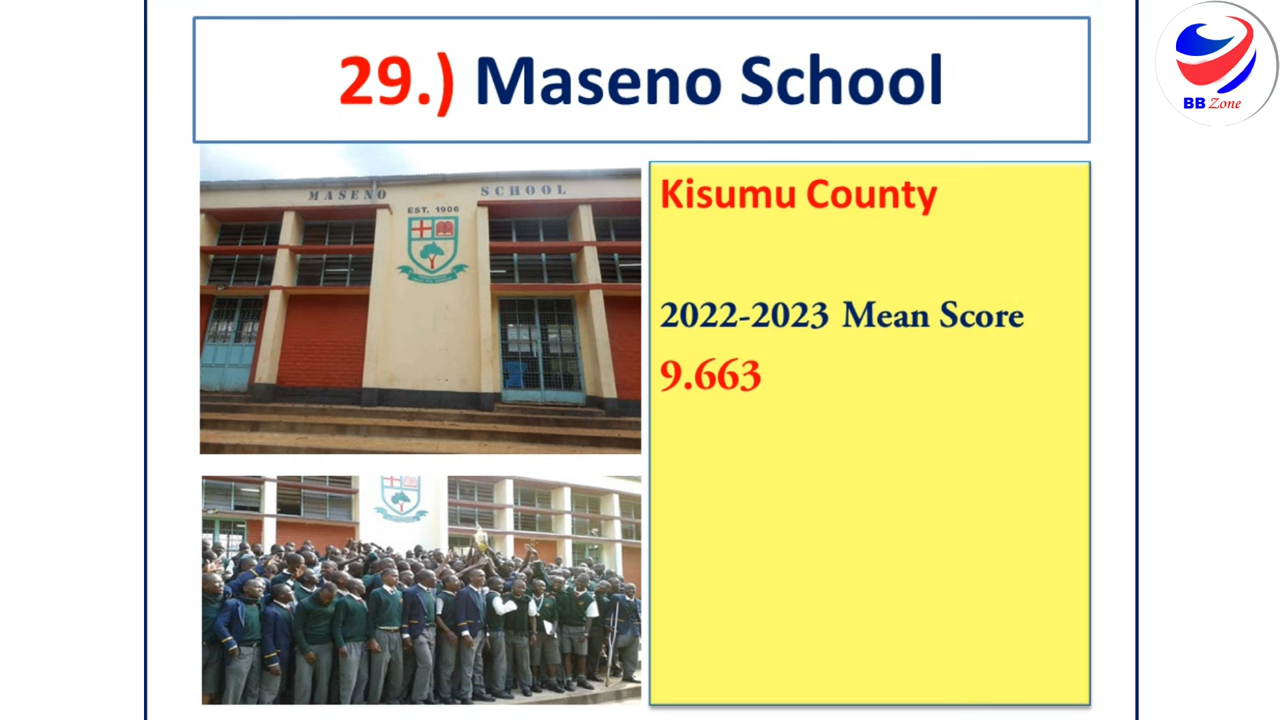 29.) Maseno School
BB Zone
MASENO SCHOOL
EST. 1906
Kisumu County
2022-2023 Mean Score
9.663